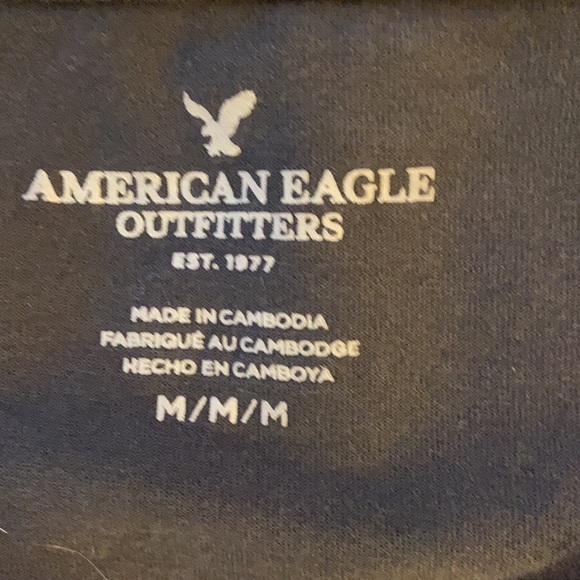 AMERICAN EAGLE
OUTFITTERS
EST. 1977
MADE IN CAMBODIA
FABRIQUÉ AU CAMBODGE
HECHO EN CAMBOYA
M/M/M